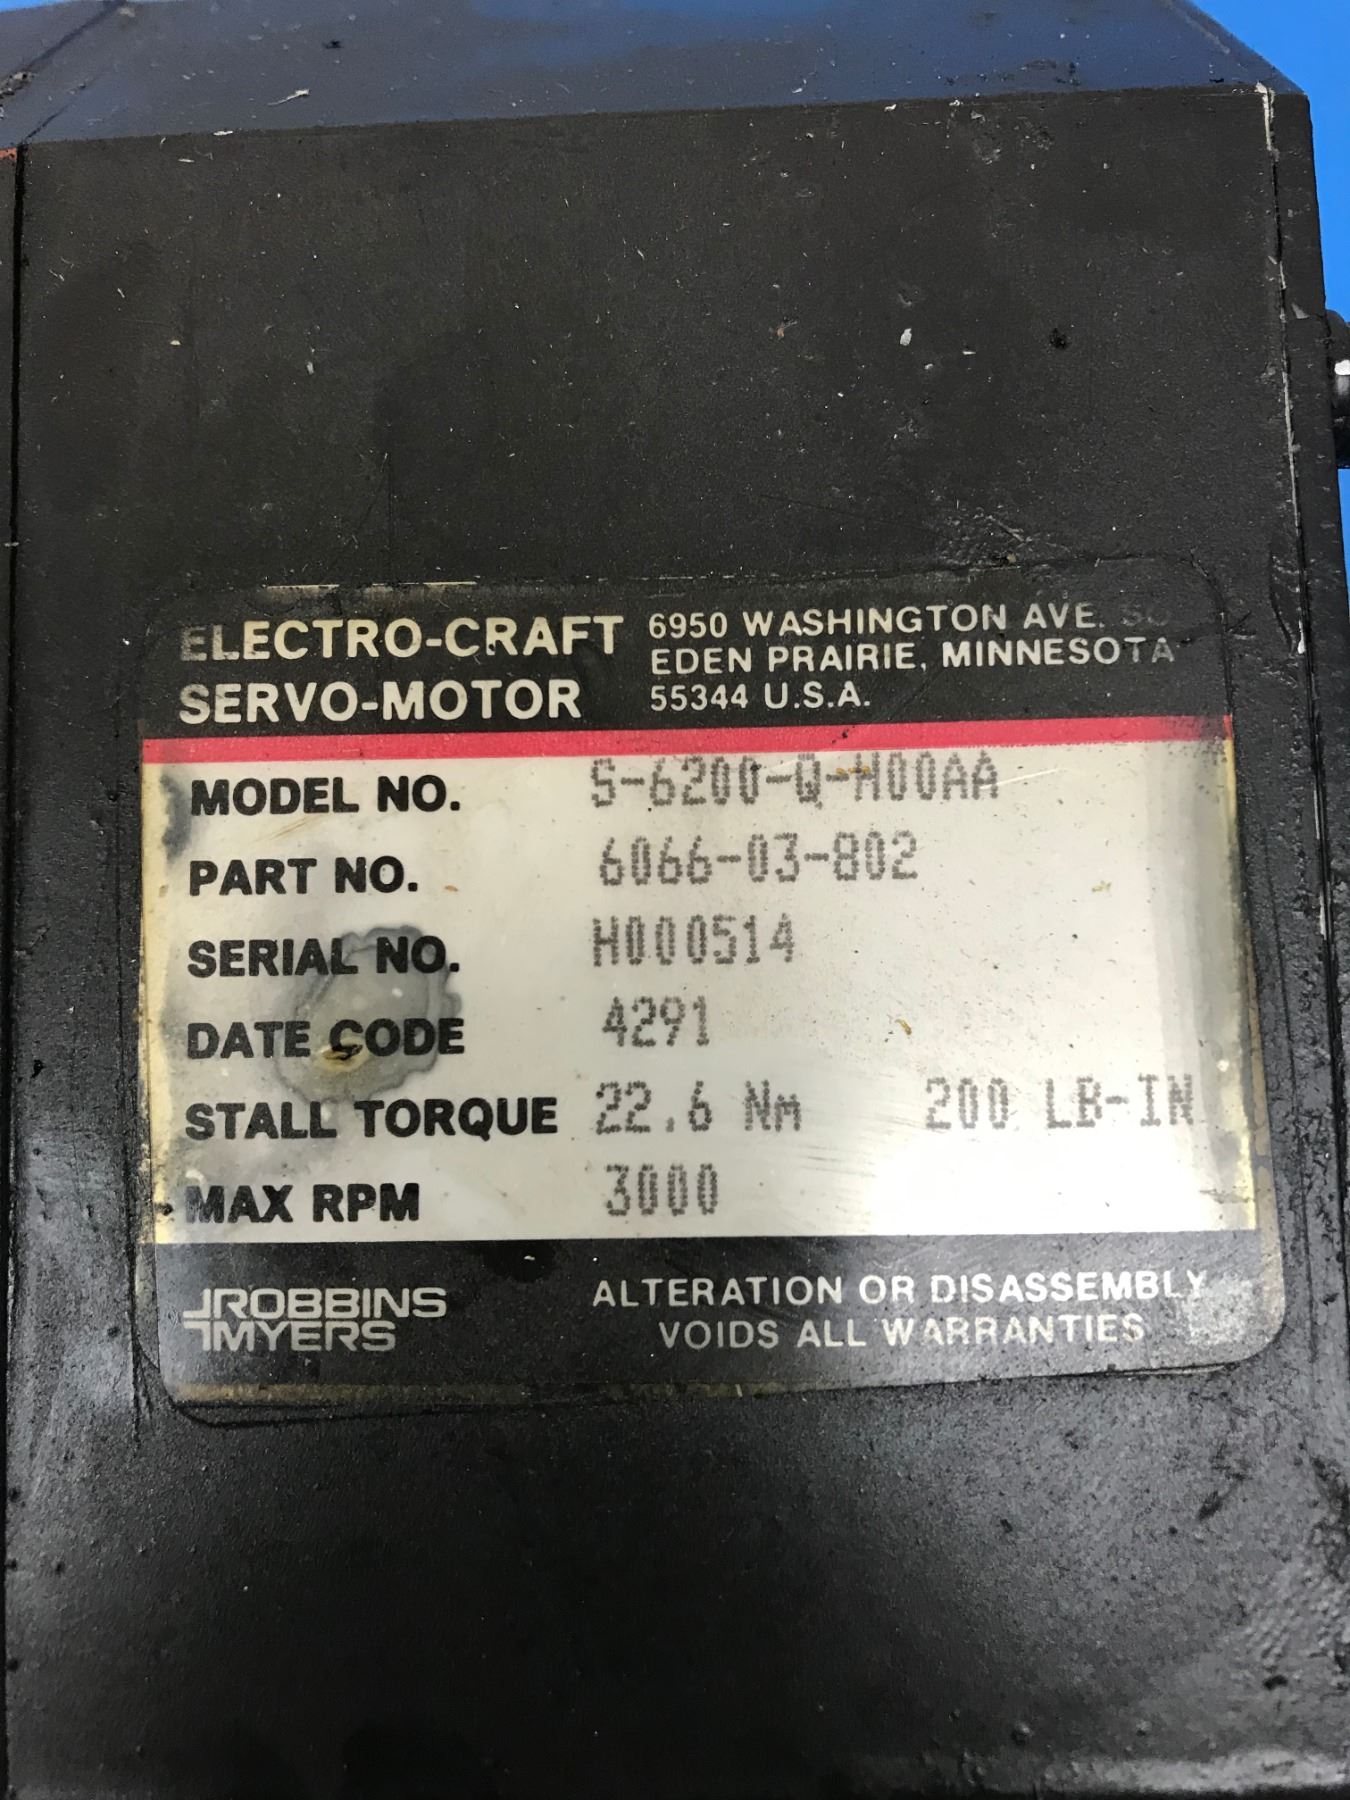 ELECTRO-CRAFT
SERVO-MOTOR
6950 WASHINGTON AVE. SO
EDEN PRAIRIE, MINNESOTA
55344 U.S.A.
MODEL NO. S-6200-Q-H00AA
PART NO. 6066-03-802
SERIAL NO. H000514
DATE CODE 4291
STALL TORQUE 22.6 Nm 200 LB-IN
MAX RPM 3000
ROBBINS
MYERS
ALTERATION OR DISASSEMBLY
VOIDS ALL WARRANTIES